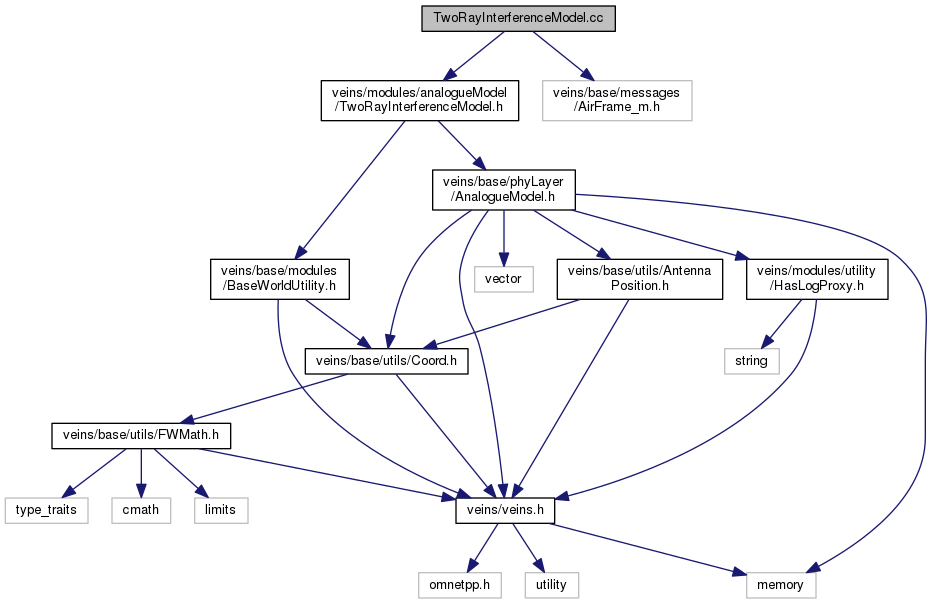 TwoRayInterferenceModel.cc
veins/modules/analogueModel
/TwoRayInterferenceModel.h
veins/base/messages
/AirFrame_m.h
veins/base/phyLayer
/AnalogueModel.h
veins/base/modules
/BaseWorldUtility.h
vector
veins/base/utils/Antenna
Position.h
veins/modules/utility
/HasLogProxy.h
veins/base/utils/Coord.h
string
veins/base/utils/FWMath.h
type_traits
cmath
limits
veins/veins.h
omnetpp.h
utility
memory